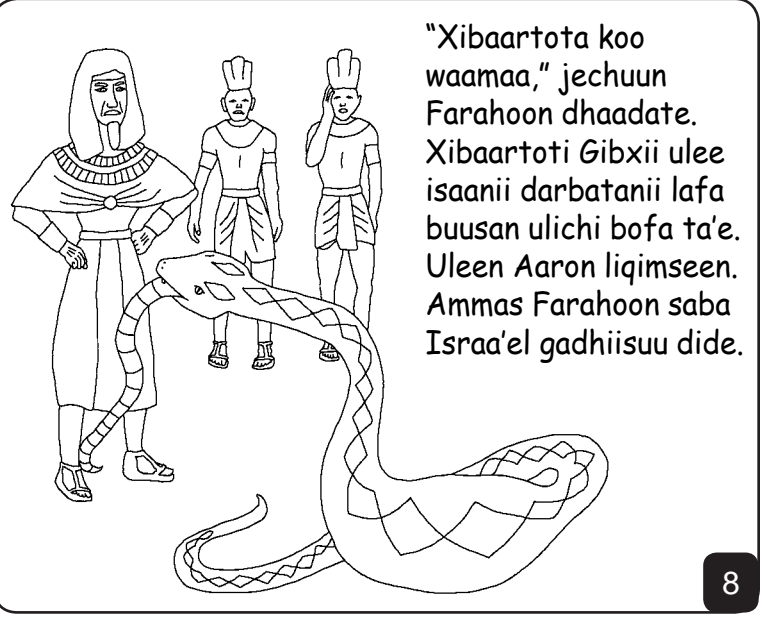 “Xibaartota koo
waamaa,” jechuun
Farahoon dhaadate.
Xibaartoti Gibxii ulee
isaanii darbatanii lafa
buusan ulichi bofa ta’e.
Uleen Aaron liqimseen.
Ammas Farahoon saba
Israa’el gadhiisuu dide.
8